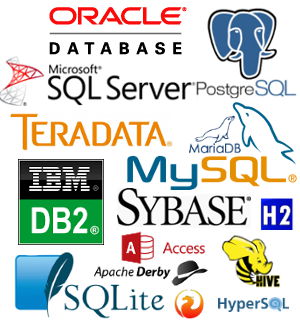 ORACLE®
DATABASE
Microsoft®
SQL Server®
PostgreSQL
TERADATA®
MariaDB
MySQL®
IBM®
DB2®
SYBASE®
H2
Access
Apache Derby
HIVE
SQLite
HyperSQL